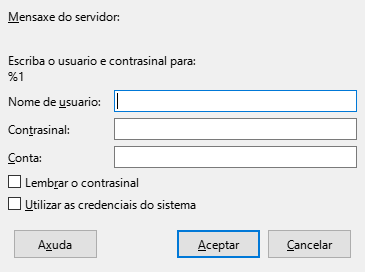 Mensaxe do servidor:
Escriba o usuario e contrasinal para:
%1
Nome de usuario:
Contrasinal:
Conta:
Lembrar o contrasinal
Utilizar as credenciais do sistema
Axuda Aceptar Cancelar